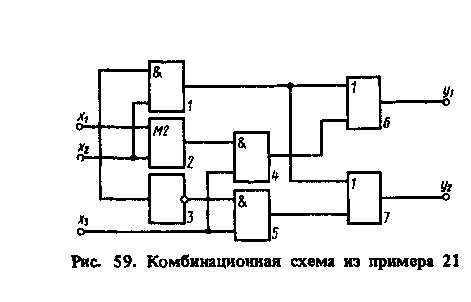 &
1
1
6
x₁
M2
2
x₂
&
4
3
1
7
&
5
x₃
y₁
y₂
Рис. 59. Комбинационная схема из примера 21